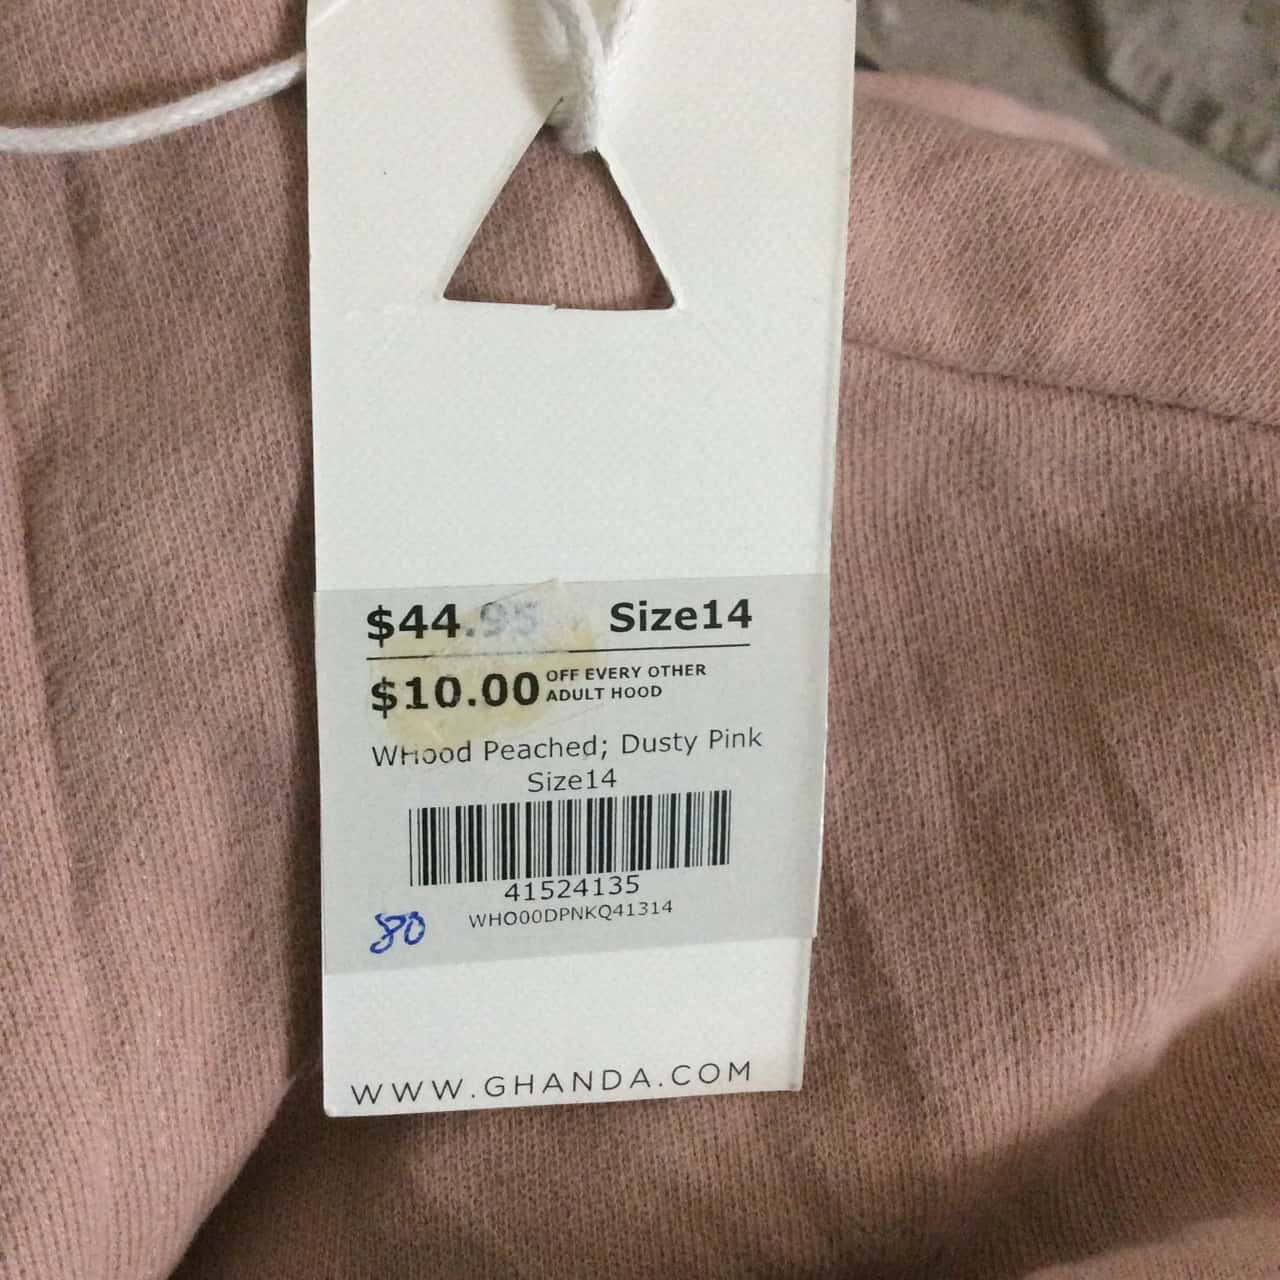 $44.95 Size14
$10.00 OFF EVERY OTHER
ADULT HOOD
WHood Peached; Dusty Pink
Size14
41524135
WHO00DPNKQ41314
80
WWW.GHANDA.COM